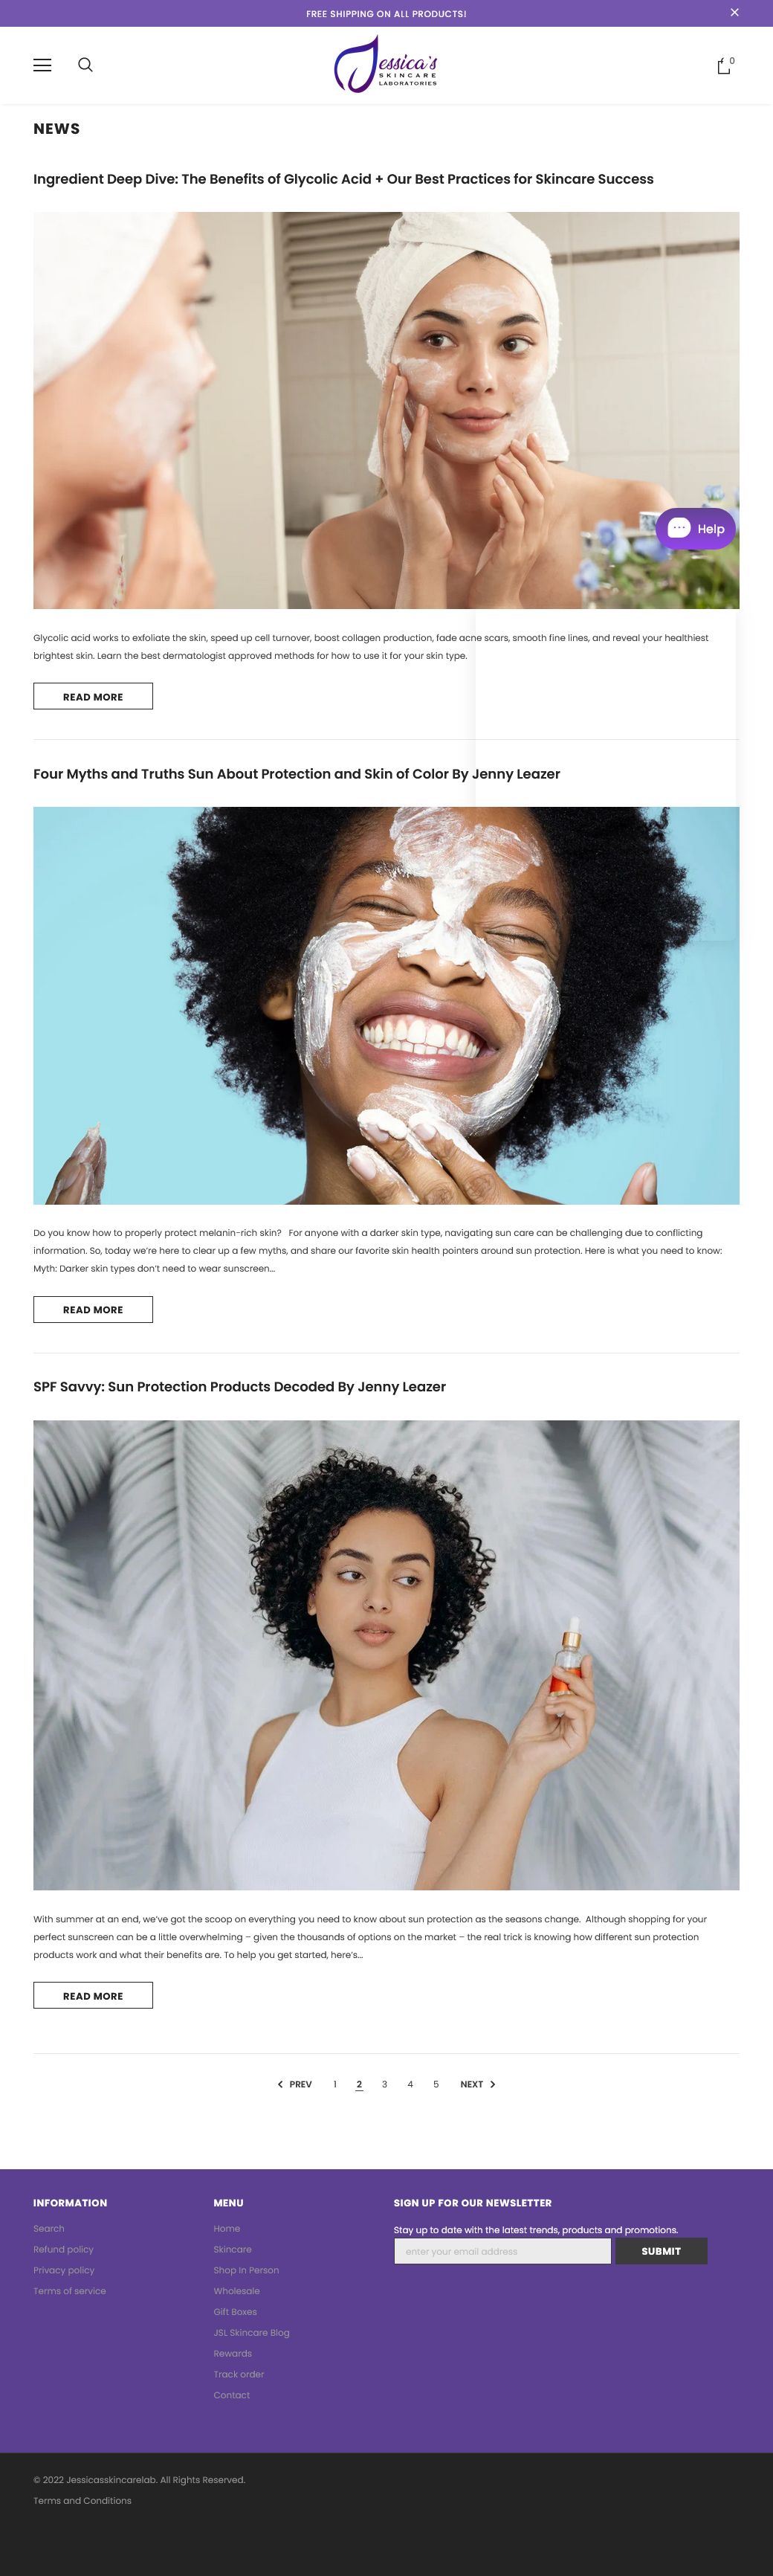 FREE SHIPPING ON ALL PRODUCTS!
Jessica's
SKINCARE
LABORATORIES
0
NEWS
Ingredient Deep Dive: The Benefits of Glycolic Acid + Our Best Practices for Skincare Success
Help
Glycolic acid works to exfoliate the skin, speed up cell turnover, boost collagen production, fade acne scars, smooth fine lines, and reveal your healthiest
brightest skin. Learn the best dermatologist approved methods for how to use it for your skin type.
READ MORE
Four Myths and Truths Sun About Protection and Skin of Color By Jenny Leazer
Do you know how to properly protect melanin-rich skin?   For anyone with a darker skin type, navigating sun care can be challenging due to conflicting
information. So, today we're here to clear up a few myths, and share our favorite skin health pointers around sun protection. Here is what you need to know:
Myth: Darker skin types don't need to wear sunscreen...
READ MORE
SPF Savvy: Sun Protection Products Decoded By Jenny Leazer
With summer at an end, we've got the scoop on everything you need to know about sun protection as the seasons change.  Although shopping for your
perfect sunscreen can be a little overwhelming – given the thousands of options on the market – the real trick is knowing how different sun protection
products work and what their benefits are. To help you get started, here's...
READ MORE
PREV 1 2 3 4 5 NEXT
INFORMATION
Search
Refund policy
Privacy policy
Terms of service
MENU
Home
Skincare
Shop In Person
Wholesale
Gift Boxes
JSL Skincare Blog
Rewards
Track order
Contact
SIGN UP FOR OUR NEWSLETTER
Stay up to date with the latest trends, products and promotions.
enter your email address
SUBMIT
© 2022 Jessicasskincarelab. All Rights Reserved.
Terms and Conditions